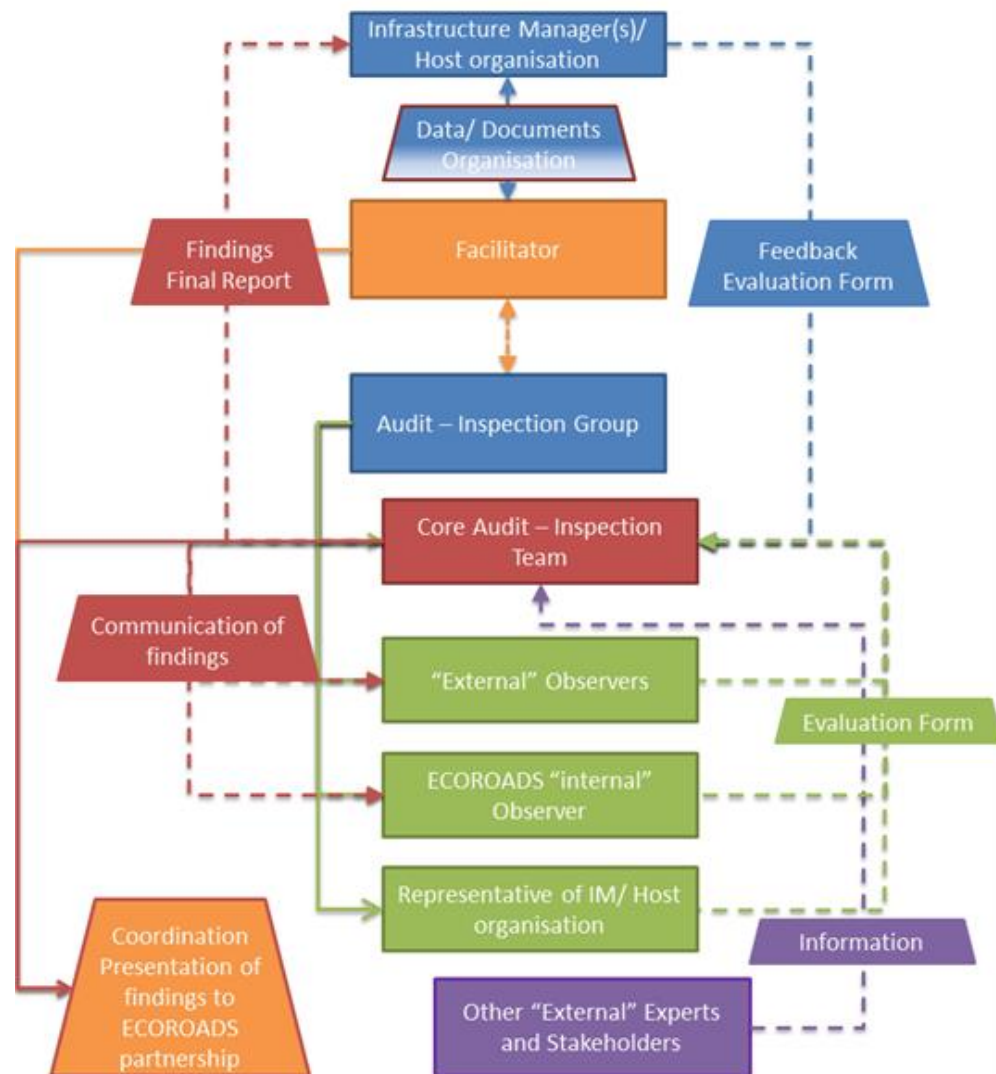 Infrastructure Manager(s)/
Host organisation
Data/ Documents
Organisation
Findings
Final Report
Facilitator
Feedback
Evaluation Form
Audit – Inspection Group
Core Audit – Inspection
Team
Communication of
findings
"External" Observers
Evaluation Form
ECOROADS "internal"
Observer
Representative of IM/ Host
organisation
Information
Coordination
Presentation of
findings to
ECOROADS
partnership
Other "External" Experts
and Stakeholders